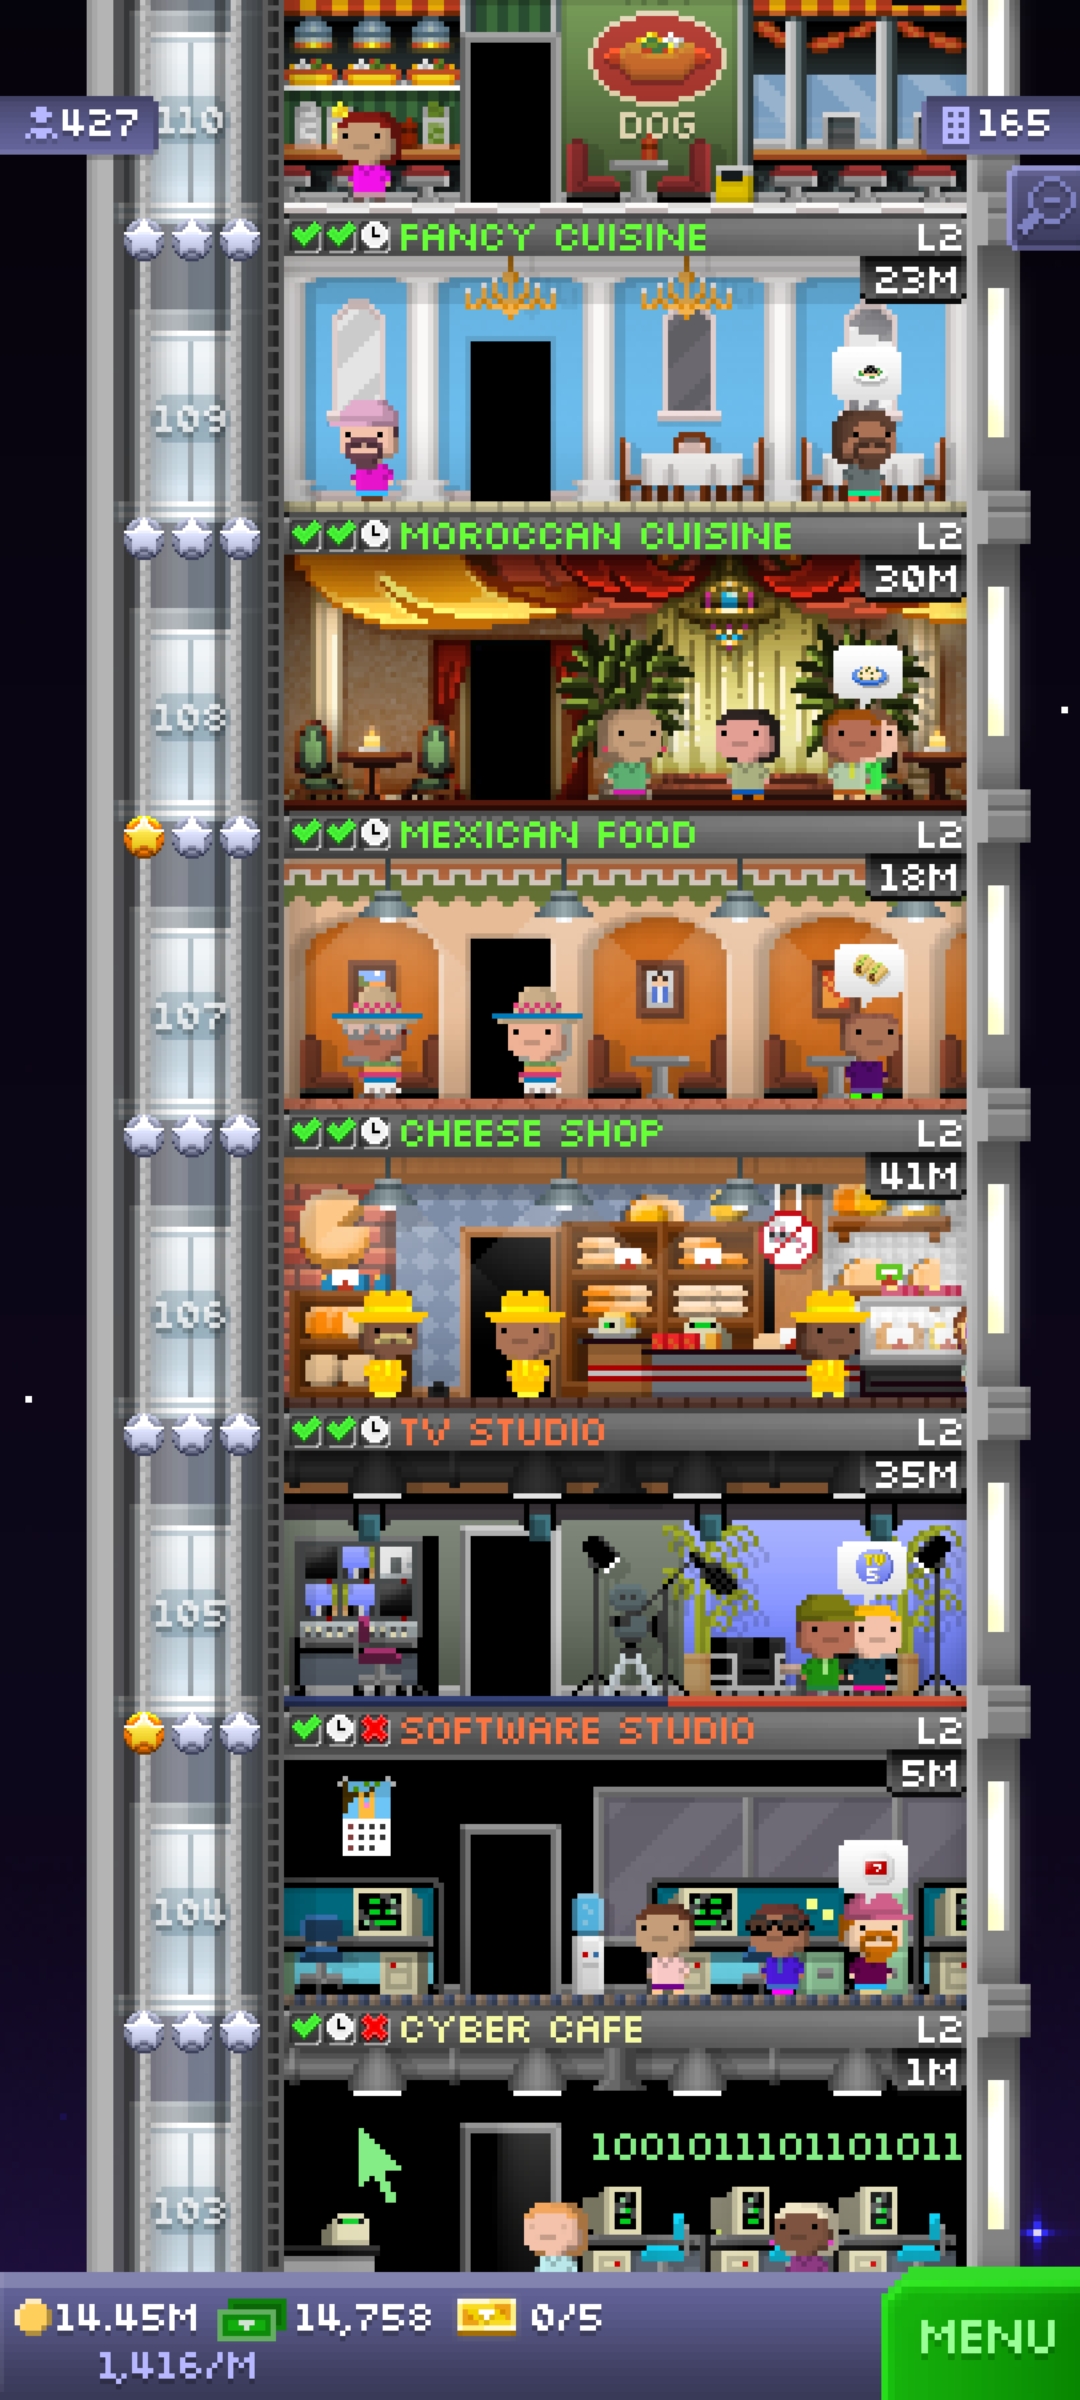 427
110
165
DOG
FANCY CUISINE L2
23M
109
MOROCCAN CUISINE L2
30M
108
MEXICAN FOOD L2
18M
107
CHEESE SHOP L2
41M
106
TV STUDIO L2
35M
TV
5
105
SOFTWARE STUDIO L2
5M
?
104
CYBER CAFE L2
1M
1001011101101011
103
14.45M 14,758 0/5
MENU
1,416/M